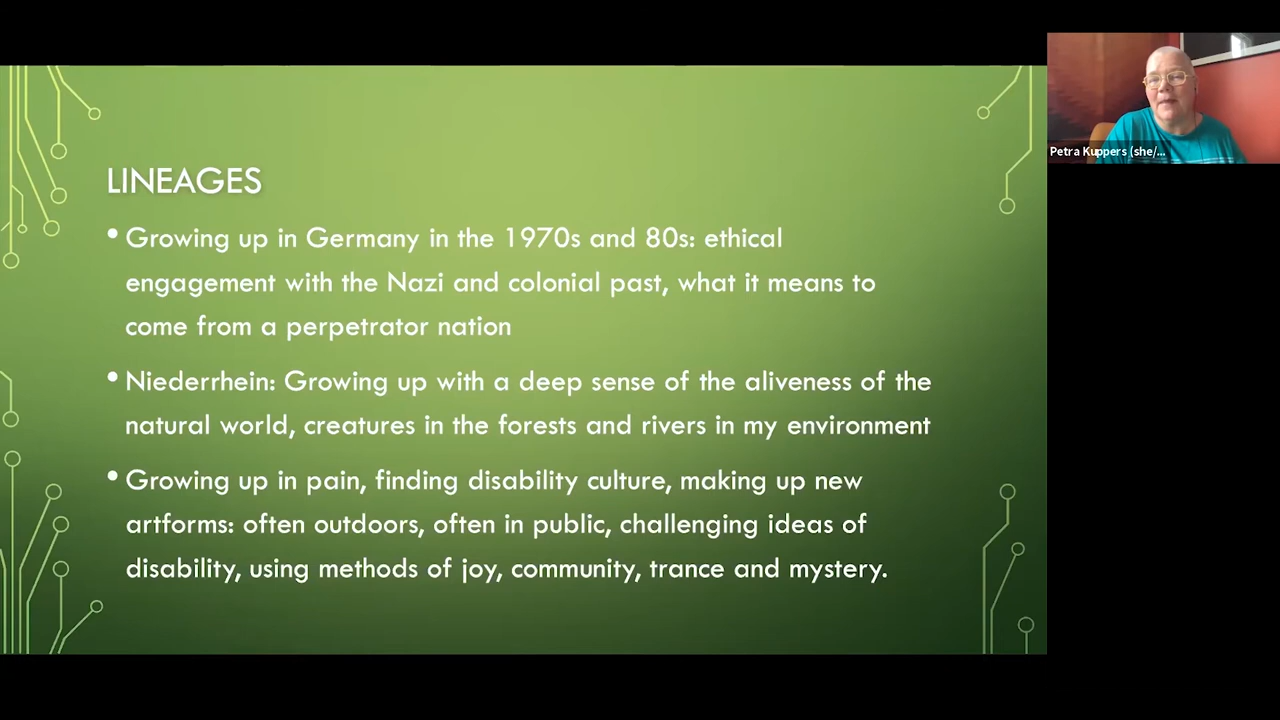 LINEAGES
• Growing up in Germany in the 1970s and 80s: ethical
engagement with the Nazi and colonial past, what it means to
come from a perpetrator nation
• Niederrhein: Growing up with a deep sense of the aliveness of the
natural world, creatures in the forests and rivers in my environment
• Growing up in pain, finding disability culture, making up new
artforms: often outdoors, often in public, challenging ideas of
disability, using methods of joy, community, trance and mystery.
Petra Kuppers (she/...